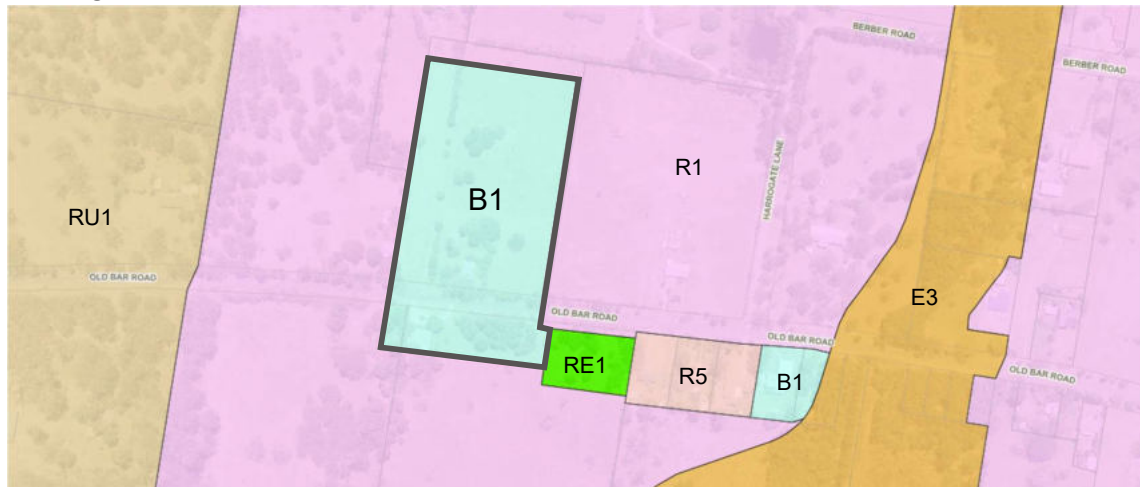 BERBER ROAD
BERBER ROAD
R1
HARROGATE LANE
B1
RU1
OLD BAR ROAD
E3
OLD BAR ROAD
OLD BAR ROAD
RE1
R5
B1
OLD BAR ROAD